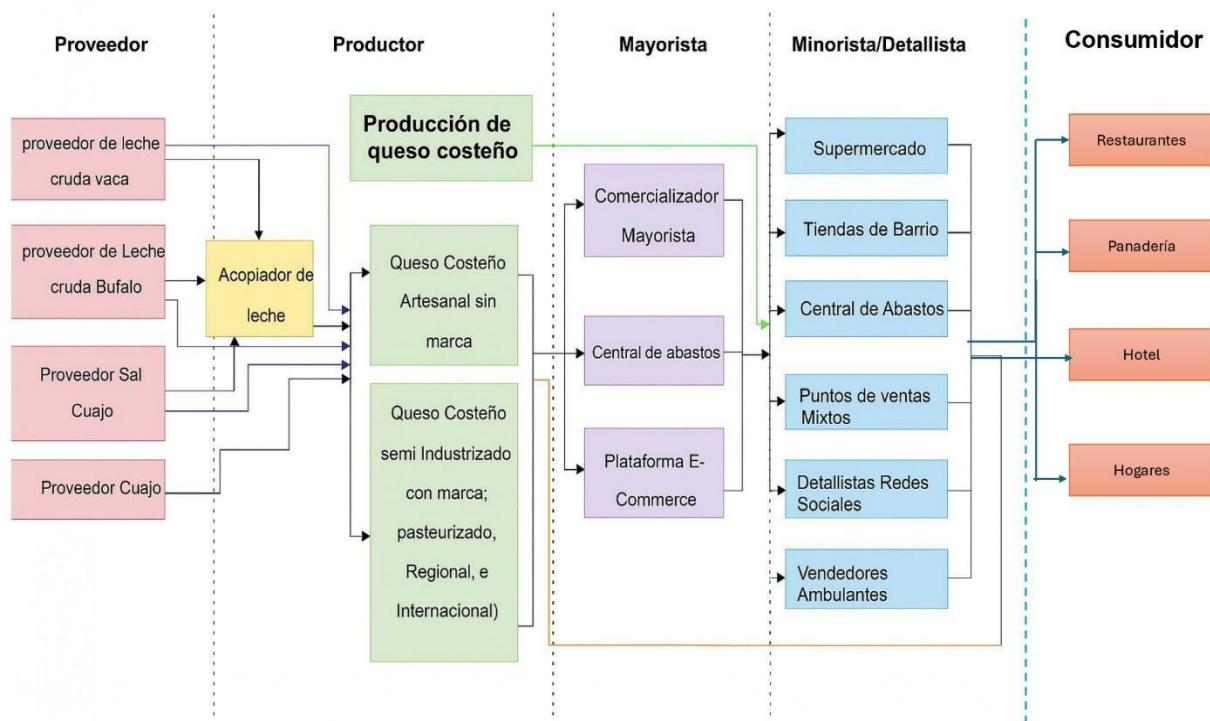 Proveedor
Productor
Mayorista
Minorista/Detallista
Consumidor
proveedor de leche
cruda vaca
proveedor de Leche
cruda Bufalo
Proveedor Sal
Cuajo
Proveedor Cuajo
Acopiador de
leche
Producción de
queso costeño
Queso Costeño
Artesanal sin
marca
Queso Costeño
semi Industrizado
con marca;
pasteurizado,
Regional, e
Internacional)
Comercializador
Mayorista
Central de abastos
Plataforma E-
Commerce
Supermercado
Tiendas de Barrio
Central de Abastos
Puntos de ventas
Mixtos
Detallistas Redes
Sociales
Vendedores
Ambulantes
Restaurantes
Panadería
Hotel
Hogares